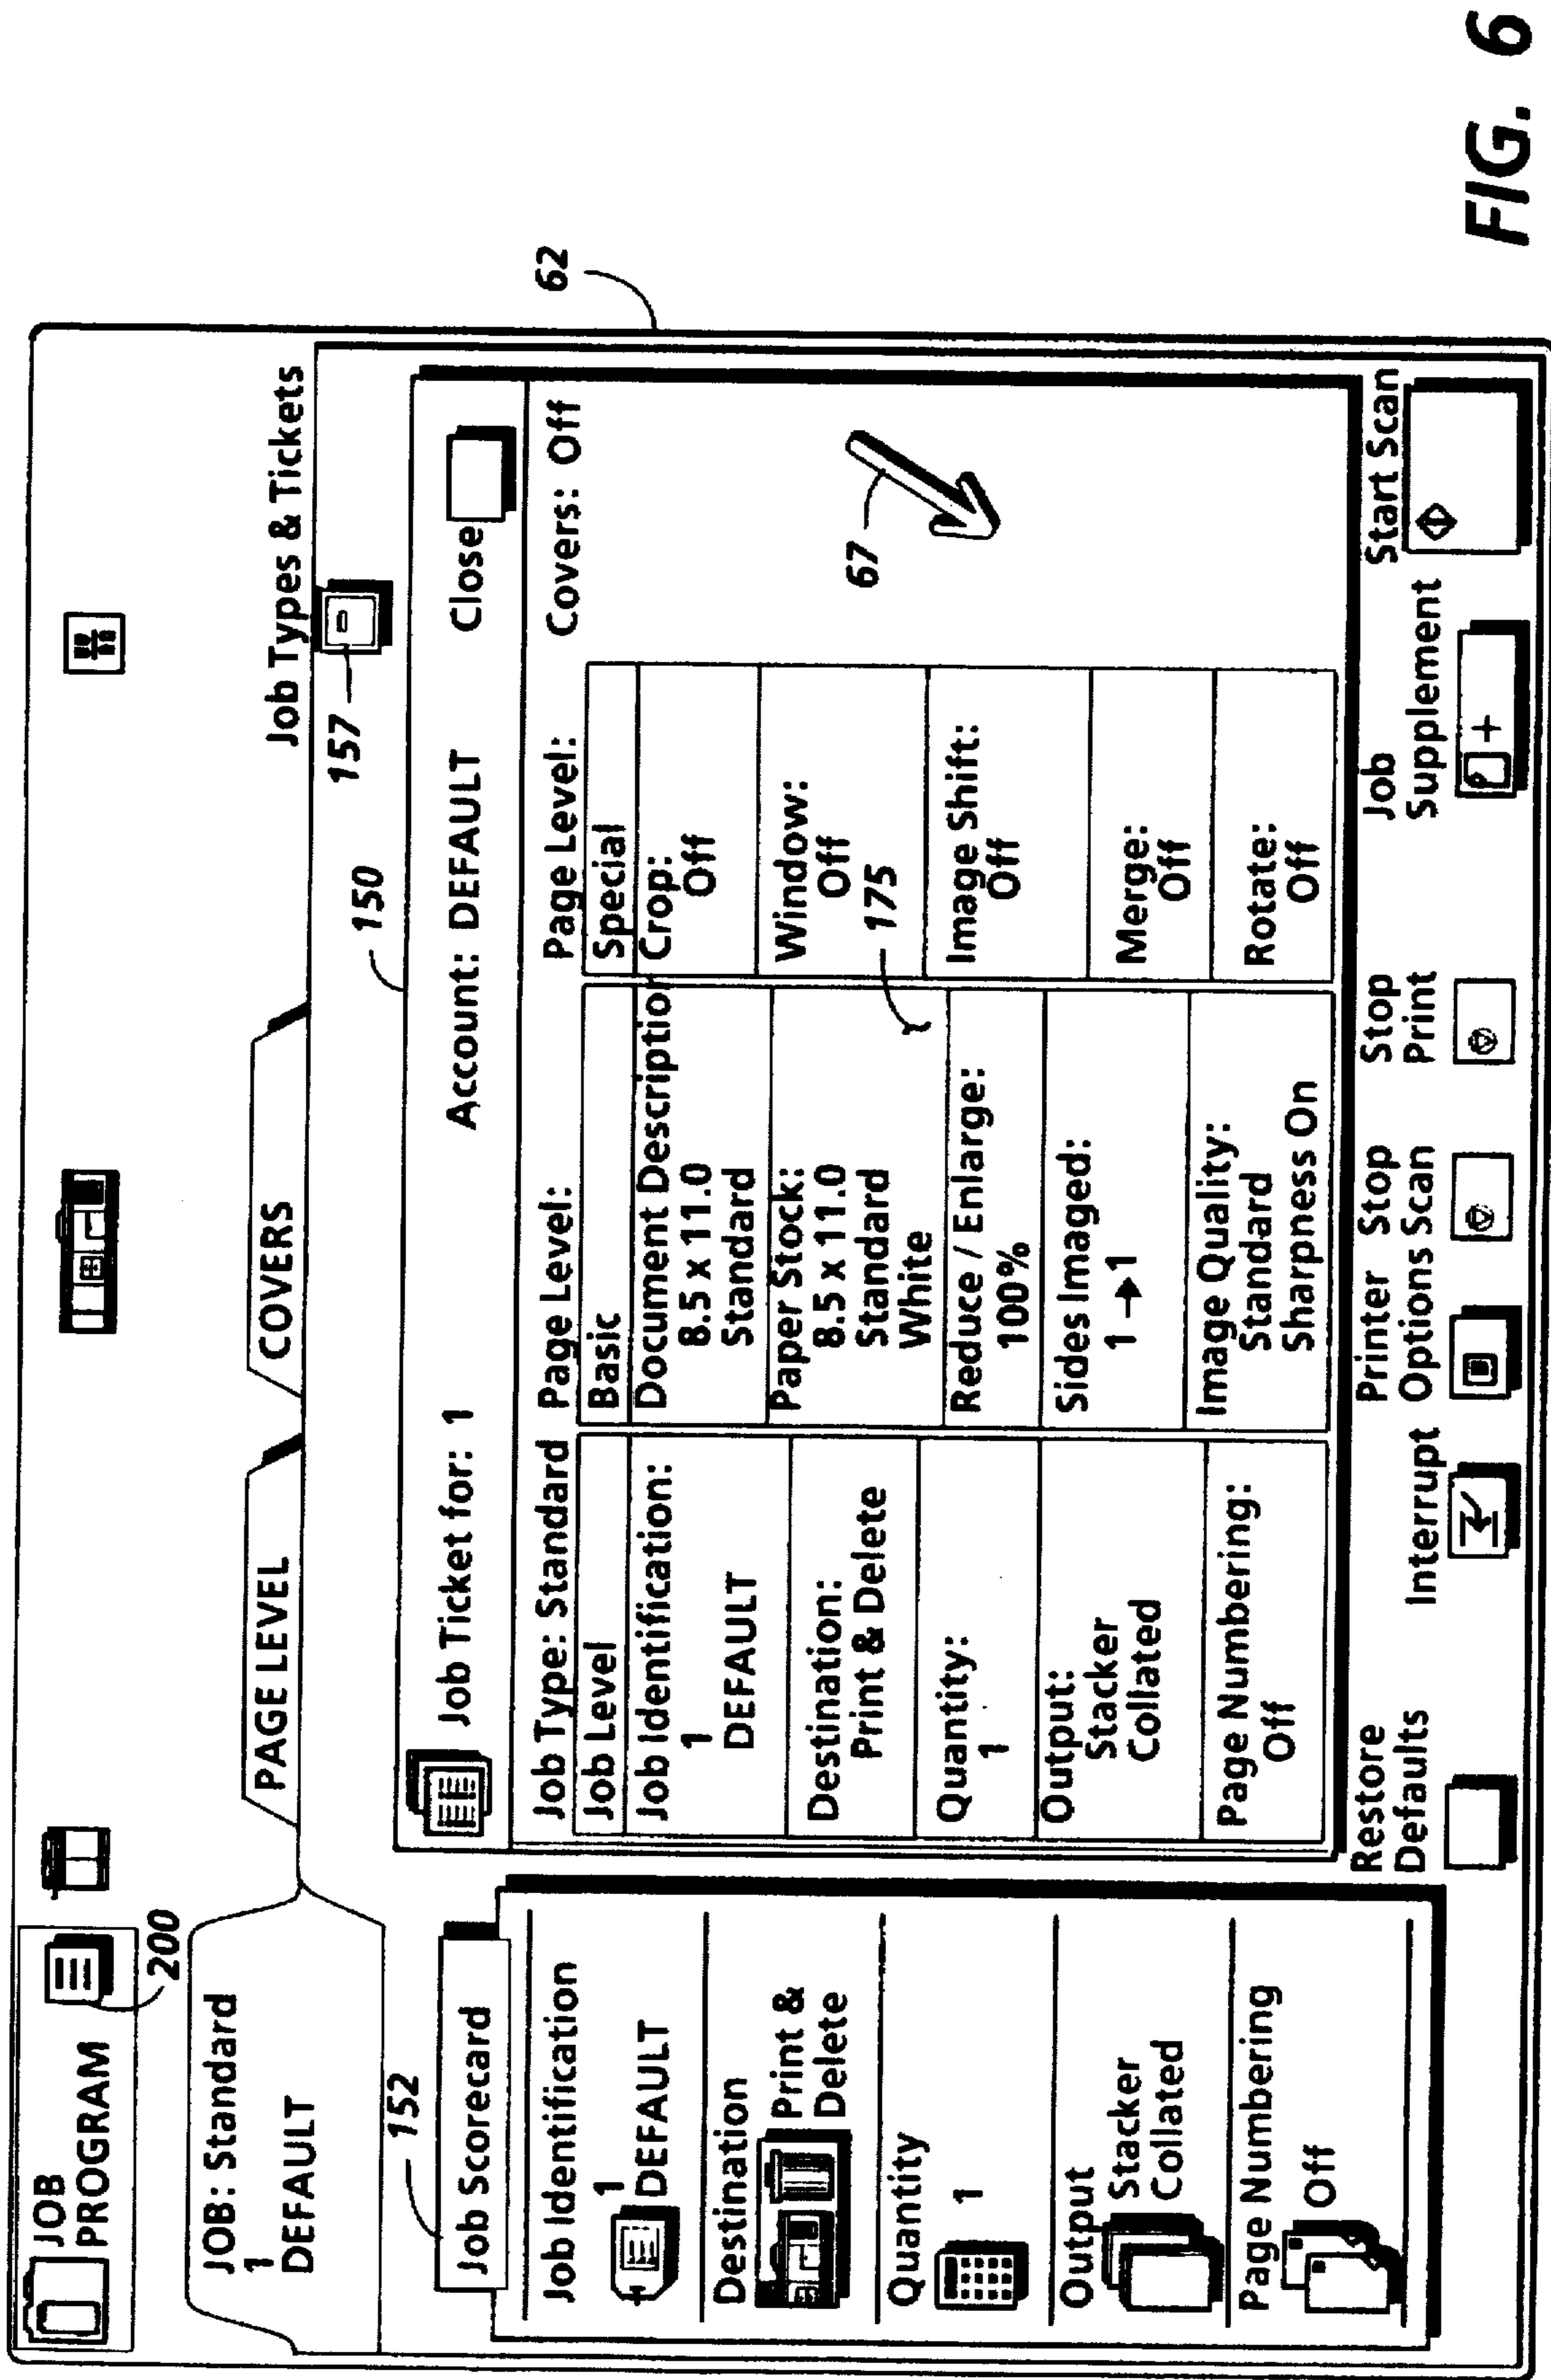 JOB
PROGRAM
200
JOB: Standard
1
DEFAULT
PAGE LEVEL
COVERS
Job Types & Tickets
157
62
152
150
Job Scorecard
Job Identification
1
DEFAULT
Destination
Print &
Delete
Quantity
1
Output
Stacker
Collated
Page Numbering
Off
Job Ticket for: 1
Account: DEFAULT
Close
Job Type: Standard
Job Level
Job Identification:
1
DEFAULT
Destination:
Print & Delete
Quantity:
1
Output:
Stacker
Collated
Page Numbering:
Off
Page Level:
Basic
Document Description
8.5 x 11.0
Standard
Paper Stock:
8.5 x 11.0
Standard
White
Reduce / Enlarge:
100%
Sides Imaged:
1 → 1
Image Quality:
Standard
Sharpness On
Page Level:
Special
Crop:
Off
Window:
Off
175
Image Shift:
Off
Merge:
Off
Rotate:
Off
Covers: Off
67
Restore
Defaults
Interrupt
Printer
Options
Stop
Scan
Stop
Print
Job
Supplement
Start Scan
FIG. 6